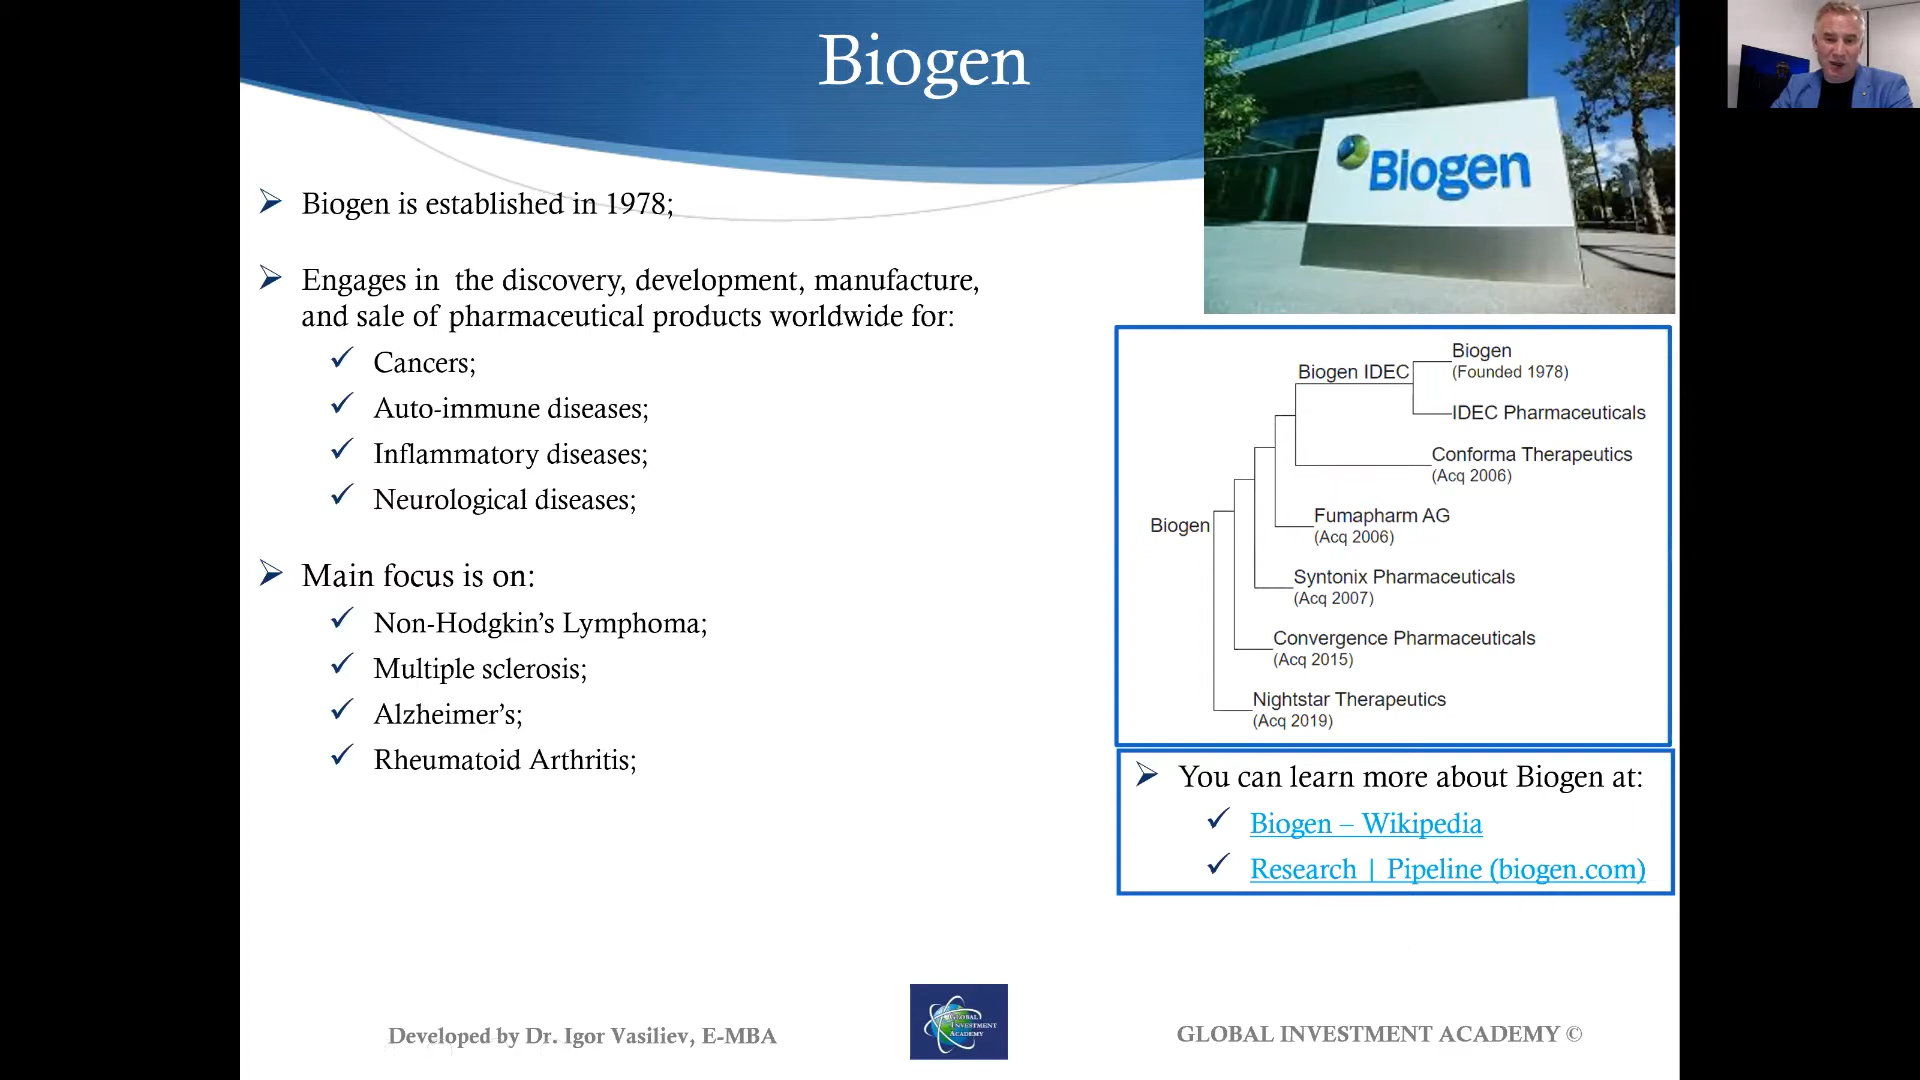 Biogen
Biogen
Biogen is established in 1978;
Engages in the discovery, development, manufacture,
and sale of pharmaceutical products worldwide for:
Cancers;
Auto-immune diseases;
Inflammatory diseases;
Neurological diseases;
Main focus is on:
Non-Hodgkin’s Lymphoma;
Multiple sclerosis;
Alzheimer’s;
Rheumatoid Arthritis;
Biogen
Biogen IDEC
Biogen
(Founded 1978)
IDEC Pharmaceuticals
Conforma Therapeutics
(Acq 2006)
Fumapharm AG
(Acq 2006)
Syntonix Pharmaceuticals
(Acq 2007)
Convergence Pharmaceuticals
(Acq 2015)
Nightstar Therapeutics
(Acq 2019)
You can learn more about Biogen at:
Biogen – Wikipedia
Research | Pipeline (biogen.com)
Developed by Dr. Igor Vasiliev, E-MBA
GLOBAL
INVESTMENT
ACADEMY
GLOBAL INVESTMENT ACADEMY ©